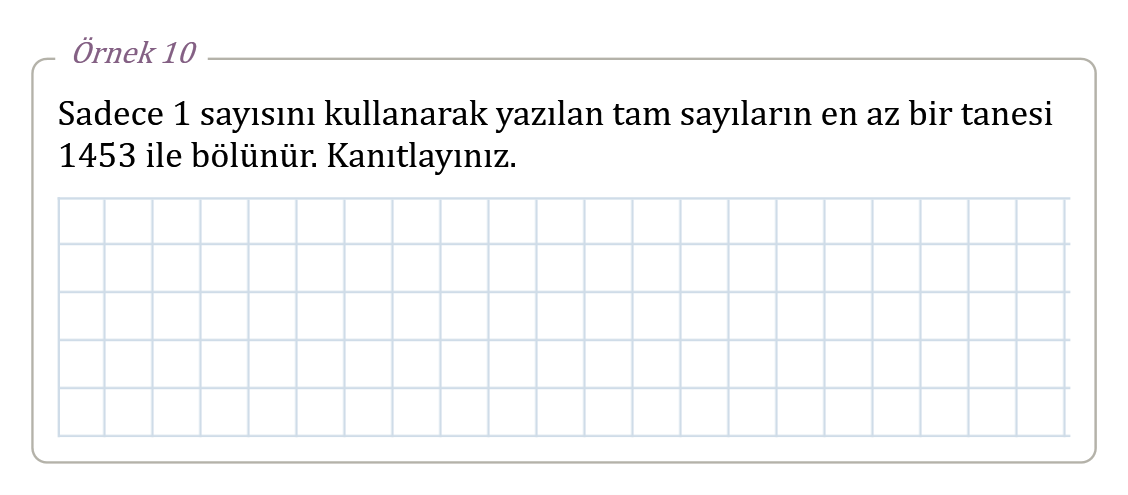 Örnek 10
Sadece 1 sayısını kullanarak yazılan tam sayıların en az bir tanesi
1453 ile bölünür. Kanıtlayınız.